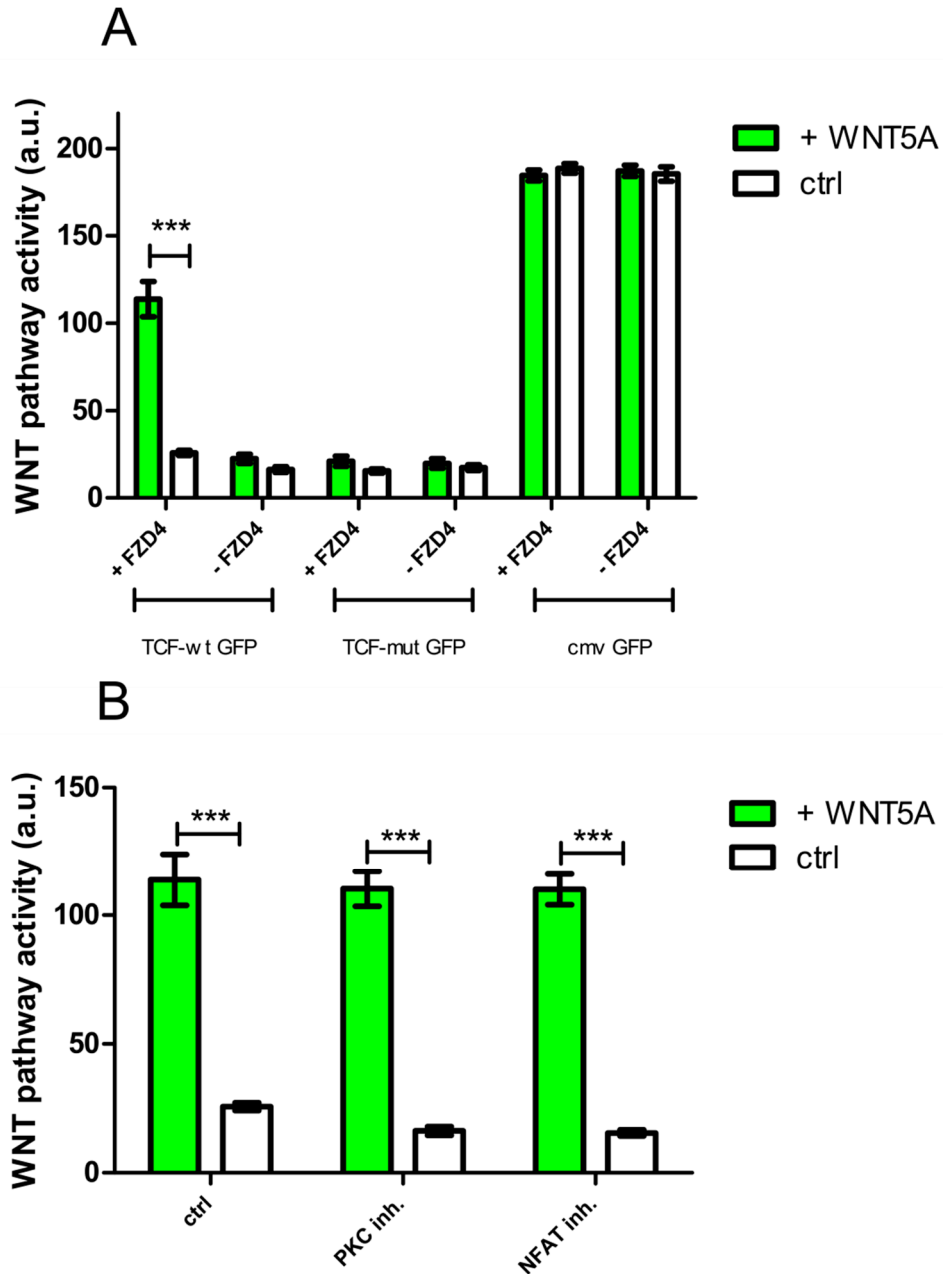 A
WNT pathway activity (a.u.)
200
150
100
50
0
***
+ WNT5A
ctrl
+ FZD4
- FZD4
+ FZD4
- FZD4
+ FZD4
- FZD4
TCF-wt GFP
TCF-mut GFP
cmv GFP
B
WNT pathway activity (a.u.)
150
100
50
0
***
***
***
+ WNT5A
ctrl
ctrl
PKC inh.
NFAT inh.